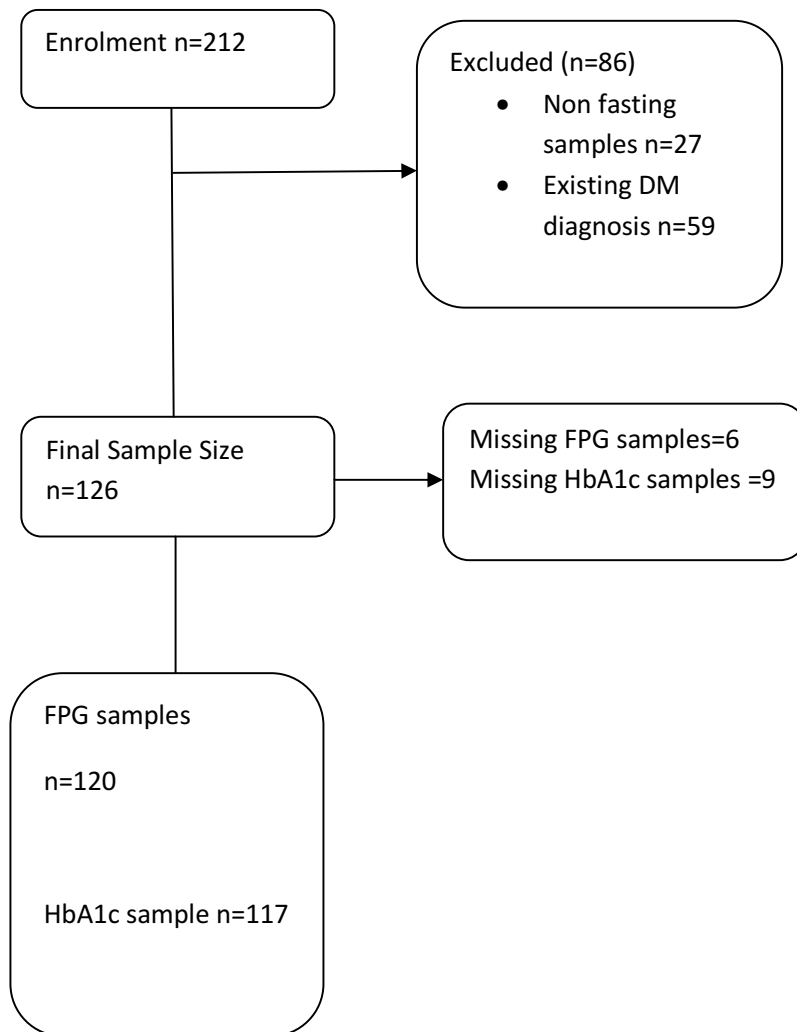 Enrolment n=212
Excluded (n=86)
• Non fasting
samples n=27
• Existing DM
diagnosis n=59
Final Sample Size
n=126
Missing FPG samples=6
Missing HbA1c samples =9
FPG samples
n=120
HbA1c sample n=117